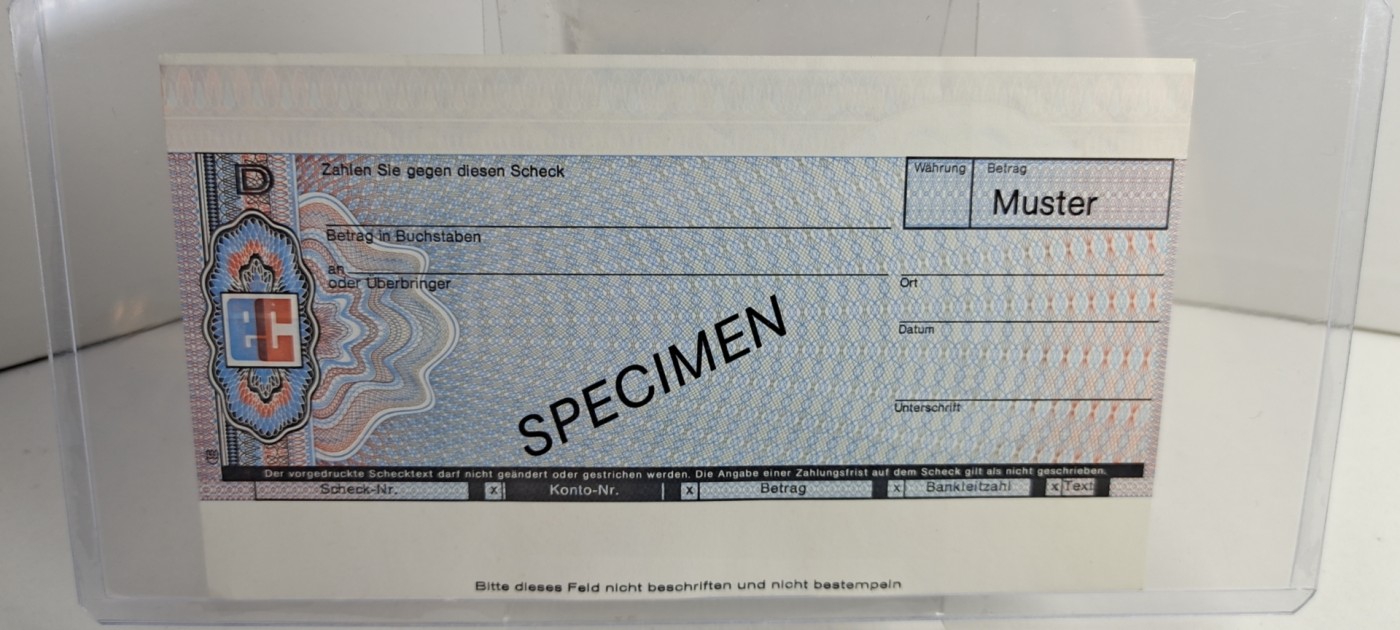 D
Zahlen Sie gegen diesen Scheck
Währung Betrag
Muster
Betrag in Buchstaben
an
oder Überbringer
ec
Ort
Datum
Unterschrift
SPECIMEN
Der vorgedruckte Schecktext darf nicht geändert oder gestrichen werden. Die Angabe einer Zahlungsfrist auf dem Scheck gilt als nicht geschrieben.
Scheck-Nr. x Konto-Nr. x Betrag x Bankleitzahl x Text
Bitte dieses Feld nicht beschriften und nicht bestempeln